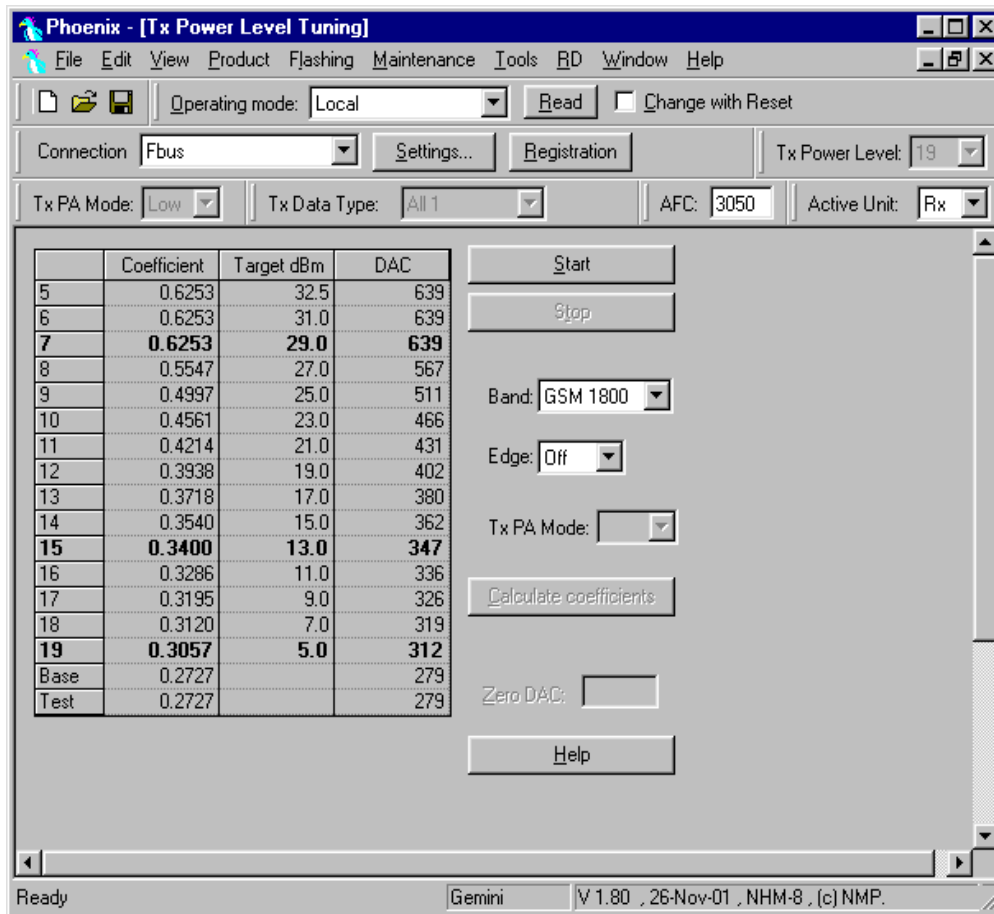 Phoenix - [Tx Power Level Tuning]
File Edit View Product Flashing Maintenance Tools RD Window Help
Operating mode: Local Read Change with Reset
Connection Fbus Settings... Registration Tx Power Level: 19
Tx PA Mode: Low Tx Data Type: All 1 AFC: 3050 Active Unit: Rx
Coefficient Target dBm DAC
5 0.6253 32.5 639
6 0.6253 31.0 639
7 0.6253 29.0 639
8 0.5547 27.0 567
9 0.4997 25.0 511
10 0.4561 23.0 466
11 0.4214 21.0 431
12 0.3938 19.0 402
13 0.3718 17.0 380
14 0.3540 15.0 362
15 0.3400 13.0 347
16 0.3286 11.0 336
17 0.3195 9.0 326
18 0.3120 7.0 319
19 0.3057 5.0 312
Base 0.2727 279
Test 0.2727 279
Start
Stop
Band: GSM 1800
Edge: Off
Tx PA Mode:
Calculate coefficients
Zero DAC:
Help
Ready Gemini V 1.80 , 26-Nov-01 , NHM-8 , (c) NMP.